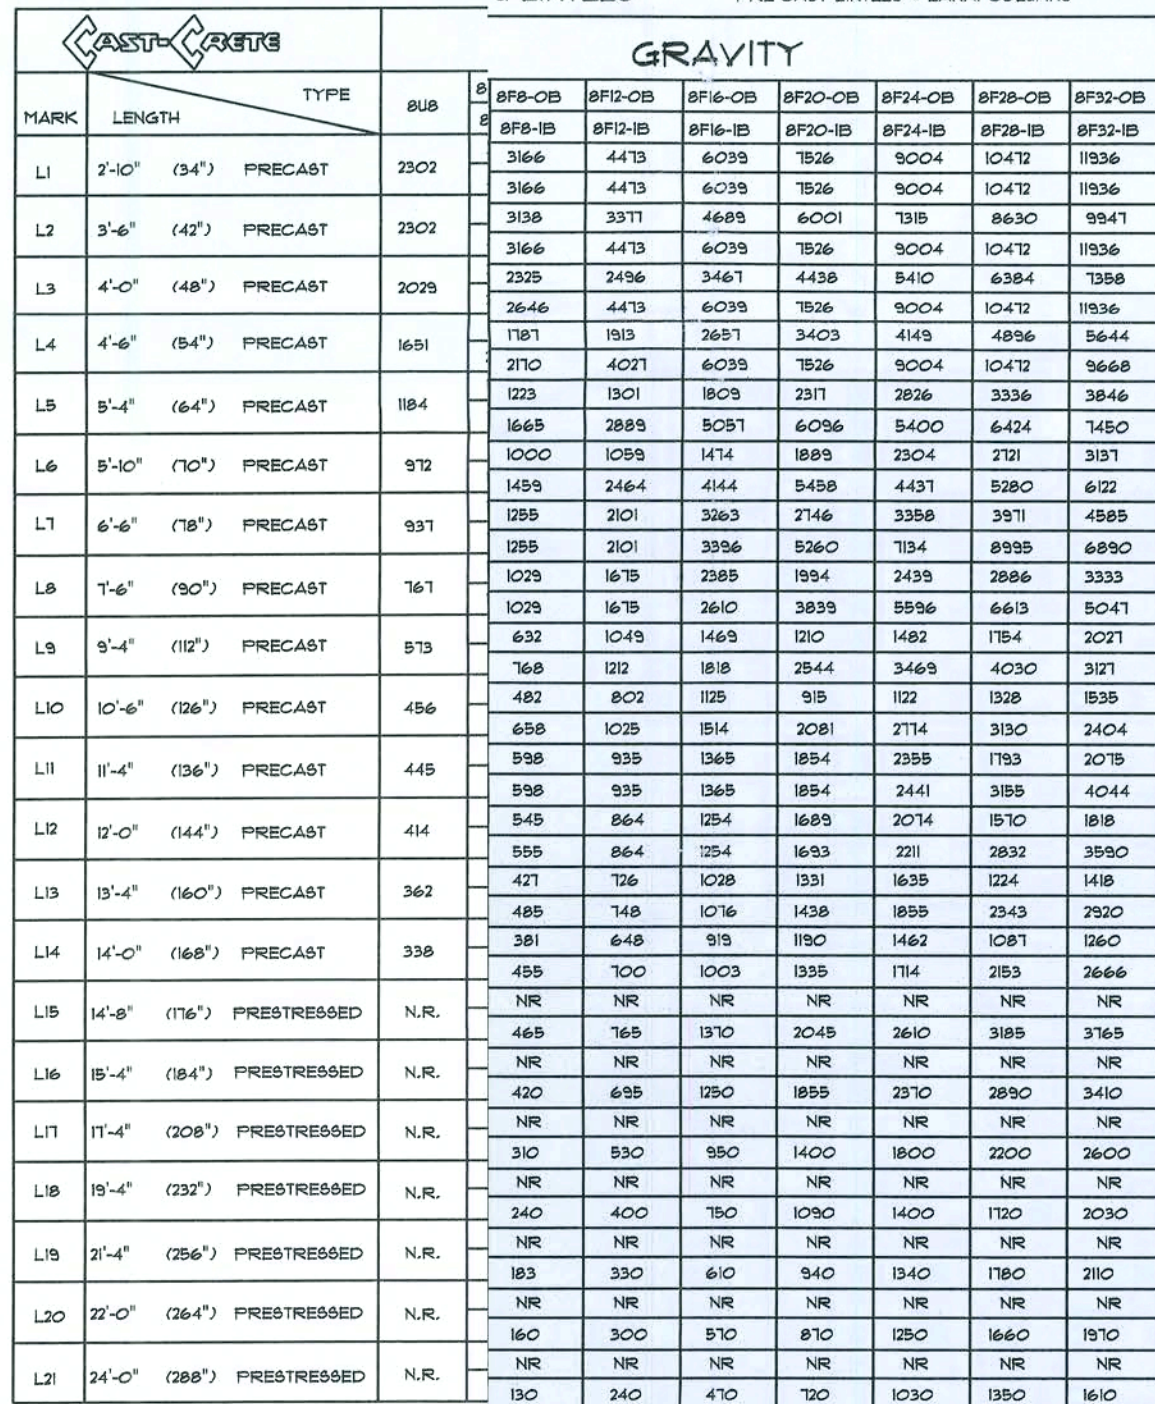 CAST-CRETE
GRAVITY
MARK LENGTH TYPE 8U8 8F8-0B 8F12-0B 8F16-0B 8F20-0B 8F24-0B 8F28-0B 8F32-0B
8F8-1B 8F12-1B 8F16-1B 8F20-1B 8F24-1B 8F28-1B 8F32-1B
L1 2'-10" (34") PRECAST 2302 3166 4473 6039 7526 9004 10472 11936
3166 4473 6039 7526 9004 10472 11936
L2 3'-6" (42") PRECAST 2302 3138 3377 4689 6001 7315 8630 9947
3166 4473 6039 7526 9004 10472 11936
L3 4'-0" (48") PRECAST 2029 2325 2496 3467 4438 5410 6384 7358
2646 4473 6039 7526 9004 10472 11936
L4 4'-6" (54") PRECAST 1651 1787 1913 2657 3403 4149 4896 5644
2170 4027 6039 7526 9004 10472 9668
L5 5'-4" (64") PRECAST 1184 1223 1301 1809 2317 2826 3336 3846
1665 2889 5057 6096 5400 6424 7450
L6 5'-10" (70") PRECAST 972 1000 1059 1474 1889 2304 2721 3137
1459 2464 4144 5458 4437 5280 6122
L7 6'-6" (78") PRECAST 937 1255 2101 3263 2746 3358 3971 4585
1255 2101 3396 5260 7134 8995 6890
L8 7'-6" (90") PRECAST 767 1029 1675 2385 1994 2439 2886 3333
1029 1675 2610 3839 5596 6613 5047
L9 9'-4" (112") PRECAST 573 632 1049 1469 1210 1482 1754 2027
768 1212 1818 2544 3469 4030 3127
L10 10'-6" (126") PRECAST 456 482 802 1125 915 1122 1328 1535
658 1025 1514 2081 2774 3130 2404
L11 11'-4" (136") PRECAST 445 598 935 1365 1854 2355 1793 2075
598 935 1365 1854 2441 3155 4044
L12 12'-0" (144") PRECAST 414 545 864 1254 1689 2074 1570 1818
555 864 1254 1693 2211 2832 3590
L13 13'-4" (160") PRECAST 362 427 726 1028 1331 1635 1224 1418
485 748 1076 1438 1855 2343 2920
L14 14'-0" (168") PRECAST 338 381 648 919 1190 1462 1087 1260
455 700 1003 1335 1714 2153 2666
L15 14'-8" (176") PRESTRESSED N.R. NR NR NR NR NR NR NR
465 765 1370 2045 2610 3185 3765
L16 15'-4" (184") PRESTRESSED N.R. NR NR NR NR NR NR NR
420 695 1250 1855 2370 2890 3410
L17 17'-4" (208") PRESTRESSED N.R. NR NR NR NR NR NR NR
310 530 950 1400 1800 2200 2600
L18 19'-4" (232") PRESTRESSED N.R. NR NR NR NR NR NR NR
240 400 750 1090 1400 1720 2030
L19 21'-4" (256") PRESTRESSED N.R. NR NR NR NR NR NR NR
183 330 610 940 1340 1780 2110
L20 22'-0" (264") PRESTRESSED N.R. NR NR NR NR NR NR NR
160 300 570 870 1250 1660 1970
L21 24'-0" (288") PRESTRESSED N.R. NR NR NR NR NR NR NR
130 240 470 720 1030 1350 1610